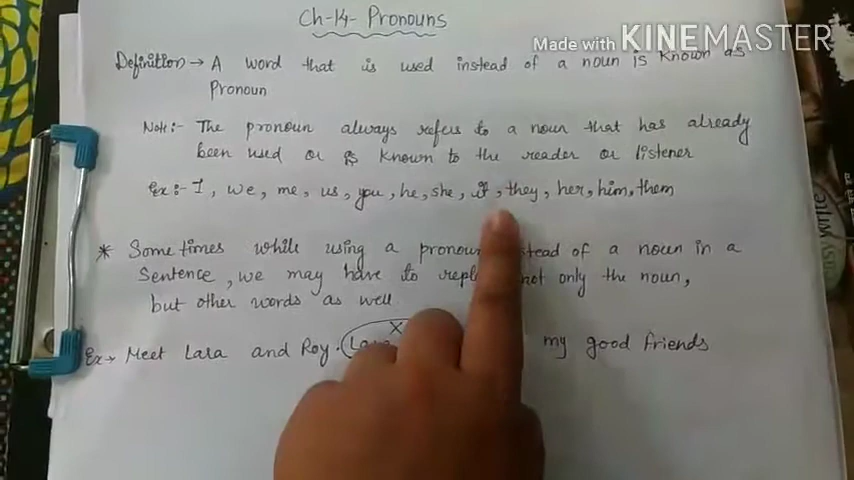 Ch-14- Pronouns
Made with KINEMASTER
Definition → A word that is used instead of a noun is known as
Pronoun
Note:- The pronoun always refers to a noun that has already
been used or is known to the reader or listener
Ex:- I, we, me, us, you, he, she, it, they, her, him, them
* Sometimes while using a pronoun instead of a noun in a
Sentence, we may have to not only the noun,
but other words as well
Ex→ Meet Lara and Roy. Lara my good friends